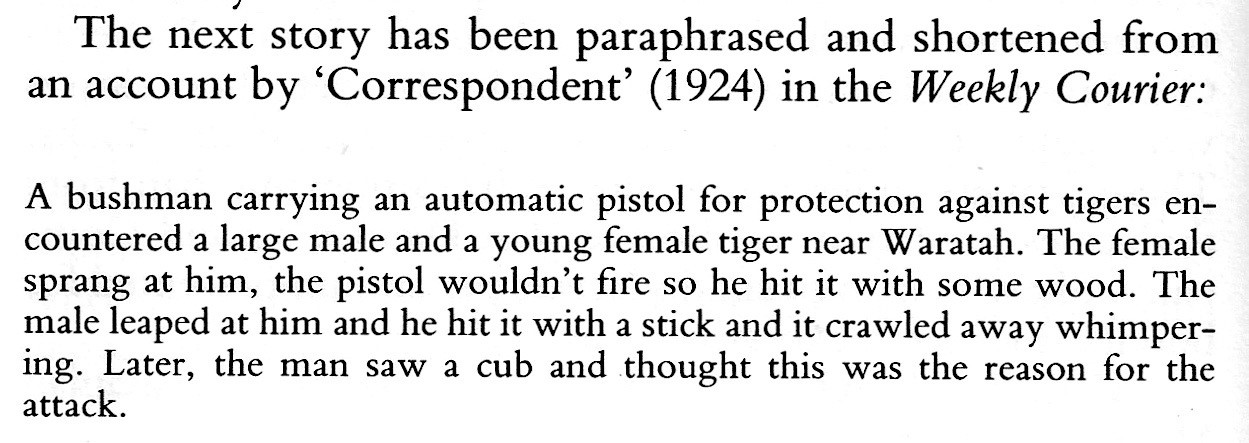 The next story has been paraphrased and shortened from
an account by ‘Correspondent’ (1924) in the Weekly Courier:
A bushman carrying an automatic pistol for protection against tigers en-
countered a large male and a young female tiger near Waratah. The female
sprang at him, the pistol wouldn’t fire so he hit it with some wood. The
male leaped at him and he hit it with a stick and it crawled away whimper-
ing. Later, the man saw a cub and thought this was the reason for the
attack.